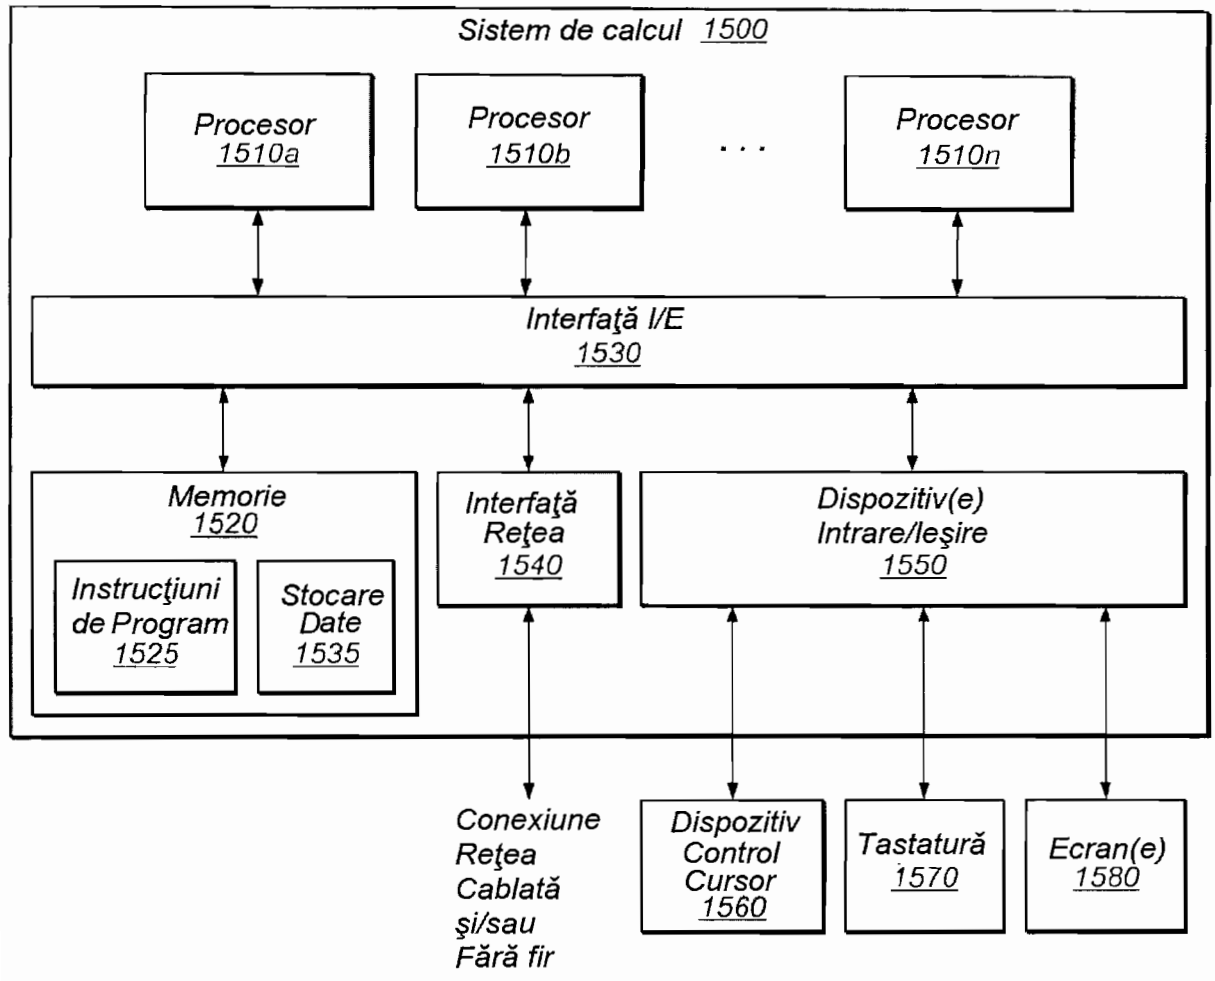 Sistem de calcul 1500
Procesor
1510a
Procesor
1510b
. . .
Procesor
1510n
Interfaţă I/E
1530
Memorie
1520
Instrucţiuni
de Program
1525
Stocare
Date
1535
Interfaţă
Reţea
1540
Dispozitiv(e)
Intrare/Ieşire
1550
Conexiune
Reţea
Cablată
şi/sau
Fără fir
Dispozitiv
Control
Cursor
1560
Tastatură
1570
Ecran(e)
1580